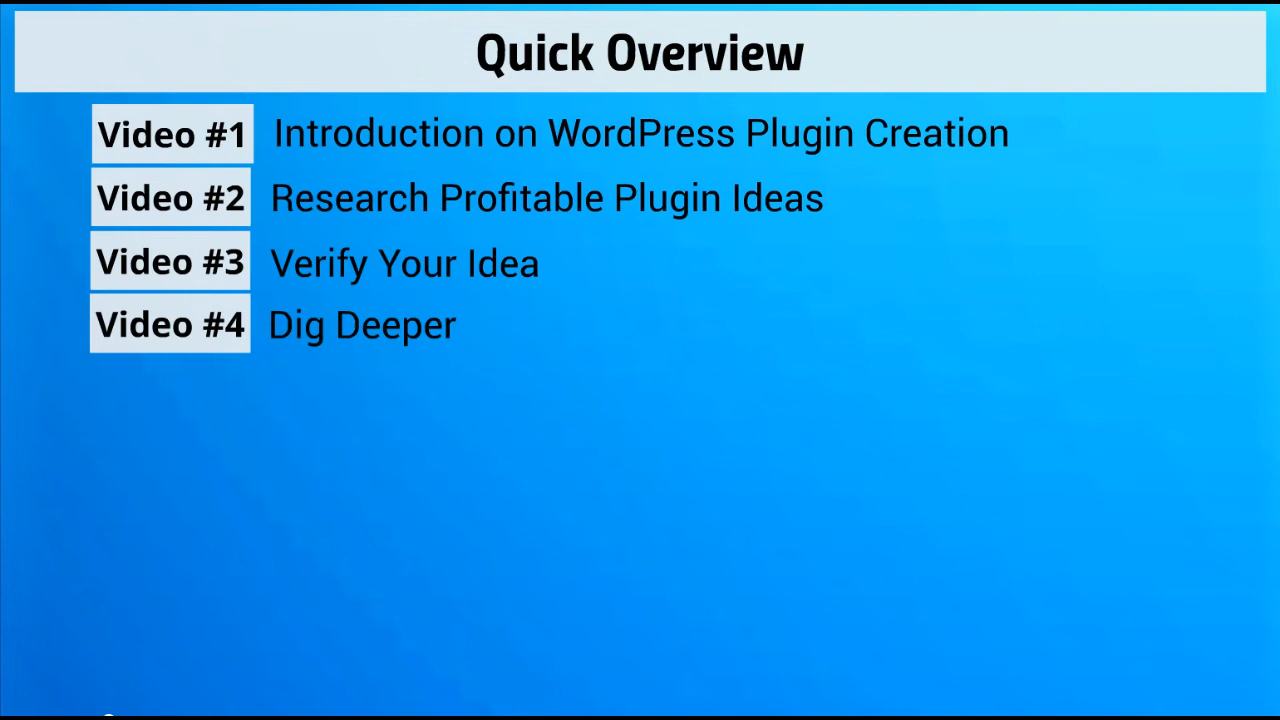 Quick Overview
Video #1 Introduction on WordPress Plugin Creation
Video #2 Research Profitable Plugin Ideas
Video #3 Verify Your Idea
Video #4 Dig Deeper